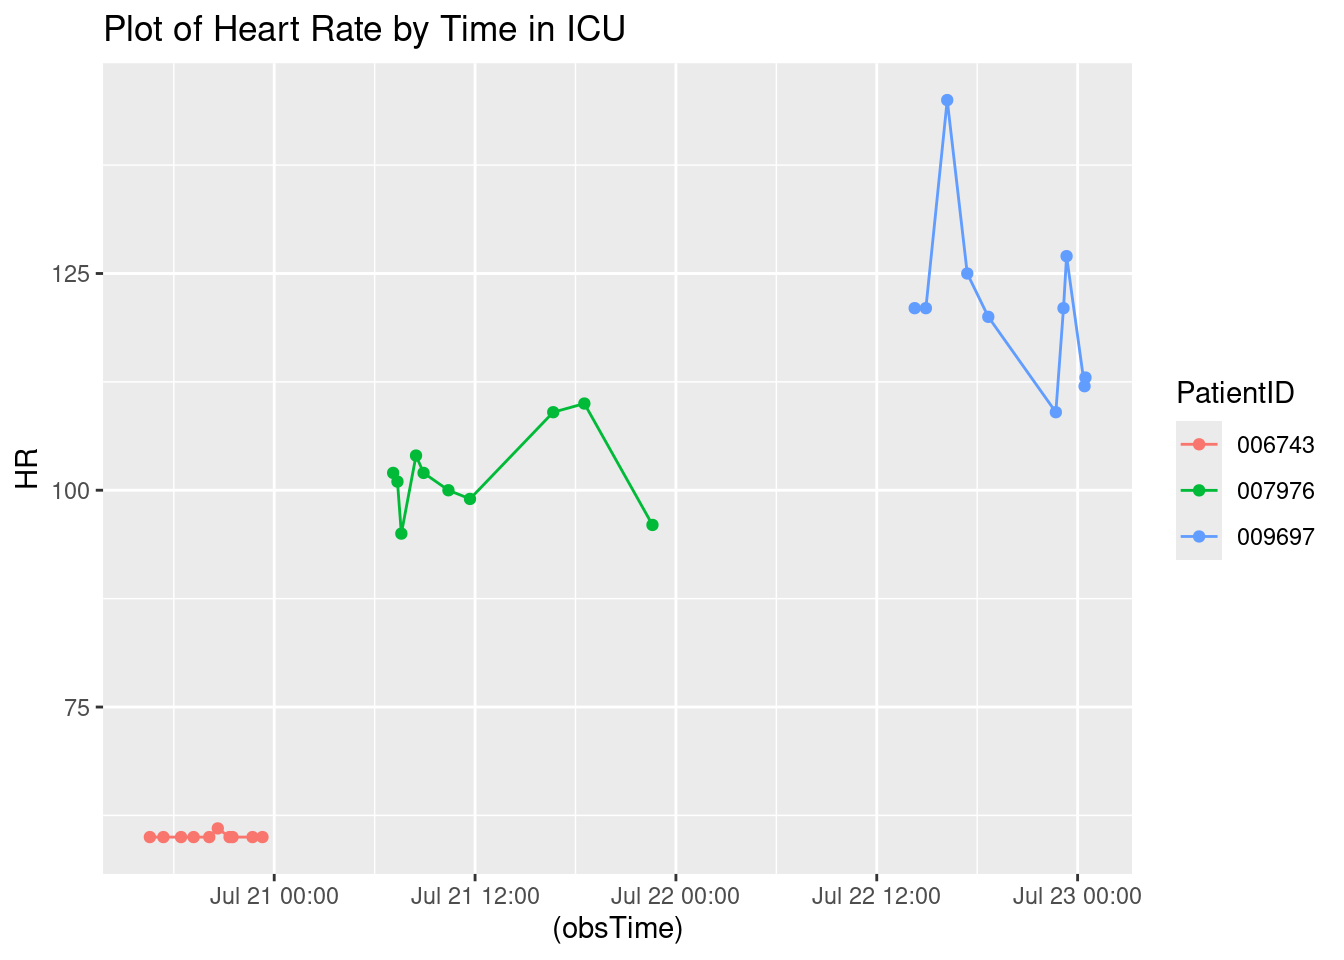 Plot of Heart Rate by Time in ICU
HR
125
100
75
Jul 21 00:00
Jul 21 12:00
Jul 22 00:00
Jul 22 12:00
Jul 23 00:00
(obsTime)
PatientID
006743
007976
009697